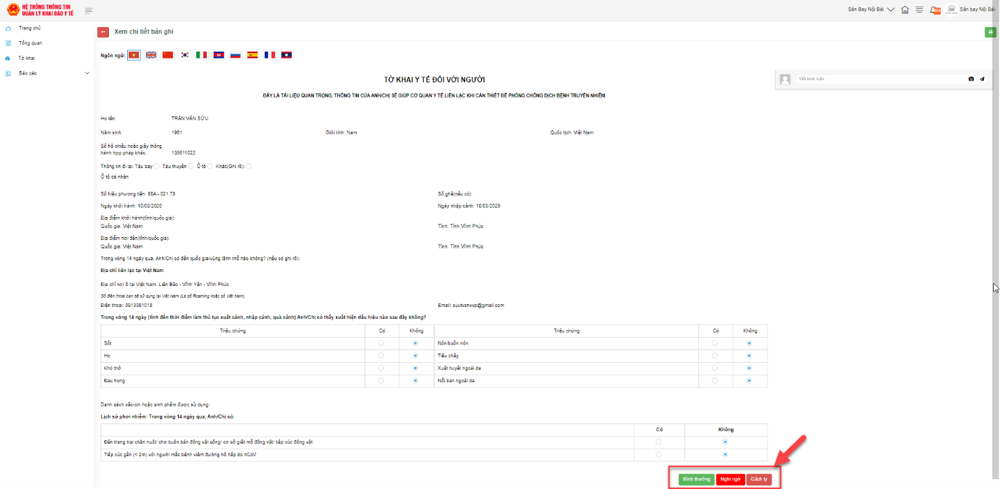 HỆ THỐNG THÔNG TIN
QUẢN LÝ KHAI BÁO Y TẾ
Sân Bay Nội Bài
Sân bay Nội Bài
Trang chủ
Tổng quan
Tờ khai
Báo cáo
Xem chi tiết bản ghi
Ngôn ngữ:
TỜ KHAI Y TẾ ĐỐI VỚI NGƯỜI
ĐÂY LÀ TÀI LIỆU QUAN TRỌNG, THÔNG TIN CỦA ANH/CHỊ SẼ GIÚP CƠ QUAN Y TẾ LIÊN LẠC KHI CẦN THIẾT ĐỂ PHÒNG CHỐNG DỊCH BỆNH TRUYỀN NHIỄM.
Viết bình luận
Họ tên: TRẦN VĂN SỬU
Năm sinh: 1961 Giới tính: Nam Quốc tịch: Việt Nam
Số hộ chiếu hoặc giấy thông
hành hợp pháp khác: 135611022
Thông tin đi lại: Tàu bay Tàu thuyền Ô tô Khác(Ghi rõ):
Ô tô cá nhân
Số hiệu phương tiện: 88A - 021.78 Số ghế(nếu có):
Ngày khởi hành: 10/03/2020 Ngày nhập cảnh: 10/03/2020
Địa điểm khởi hành(tỉnh/quốc gia):
Quốc gia: Việt Nam Tỉnh: Tỉnh Vĩnh Phúc
Địa điểm nơi đến(tỉnh/quốc gia):
Quốc gia: Việt Nam Tỉnh: Tỉnh Vĩnh Phúc
Trong vòng 14 ngày qua, Anh/Chị có đến quốc gia/vùng lãnh thổ nào không? (nếu có ghi rõ):
Địa chỉ liên lạc tại Việt Nam
Địa chỉ nơi ở tại Việt Nam: Liên Bảo - Vĩnh Yên - Vĩnh Phúc
Số điện thoại bạn sẽ sử dụng tại Việt Nam (Là số Roaming hoặc số Việt Nam)
Điện thoại: 0913391018 Email: suutvsnvvp@gmail.com
Trong vòng 14 ngày (tính đến thời điểm làm thủ tục xuất cảnh, nhập cảnh, quá cảnh) Anh/Chị có thấy xuất hiện dấu hiệu nào sau đây không?
Triệu chứng Có Không Triệu chứng Có Không
Sốt Nôn/buồn nôn
Ho Tiêu chảy
Khó thở Xuất huyết ngoài da
Đau họng Nổi ban ngoài da
Danh sách vắc-xin hoặc sinh phẩm được sử dụng:
Lịch sử phơi nhiễm: Trong vòng 14 ngày qua, Anh/Chị có:
Có Không
Đến trang trại chăn nuôi/ chợ buôn bán động vật sống/ cơ sở giết mổ động vật/ tiếp xúc động vật
Tiếp xúc gần (< 2m) với người mắc bệnh viêm đường hô hấp do nCoV
Bình thường Nghi ngờ Cách ly